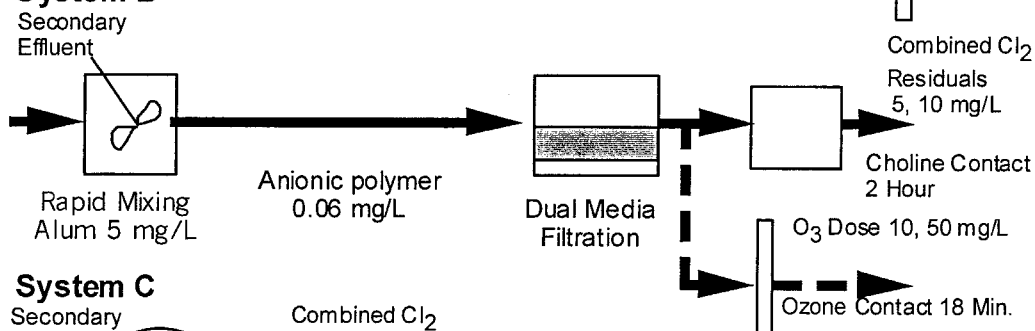 Secondary
Effluent
Combined Cl2
Residuals
5, 10 mg/L
Rapid Mixing
Alum 5 mg/L
Anionic polymer
0.06 mg/L
Dual Media
Filtration
Choline Contact
2 Hour
O3 Dose 10, 50 mg/L
Ozone Contact 18 Min.
System C
Secondary
Combined Cl2